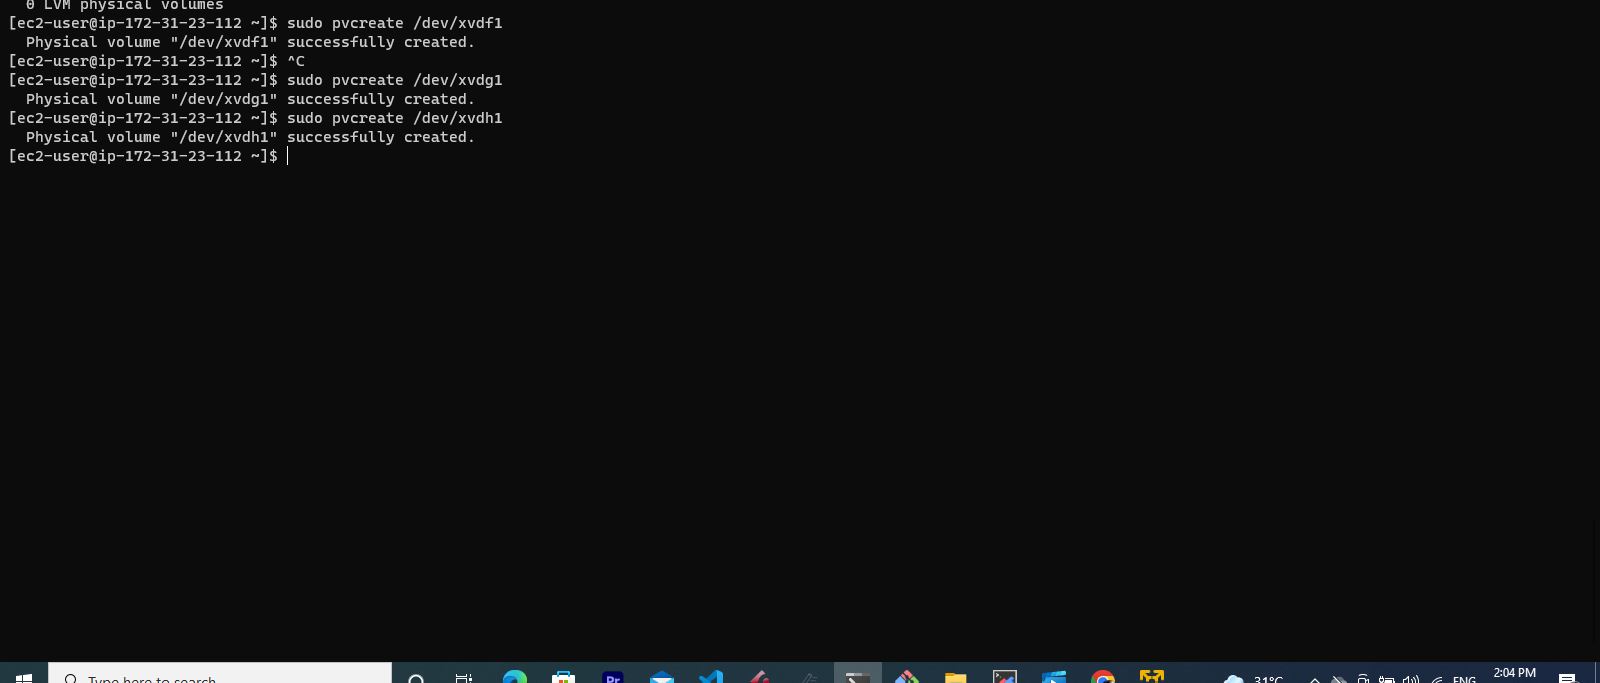 0 LVM physical volumes
[ec2-user@ip-172-31-23-112 ~]$ sudo pvcreate /dev/xvdf1
  Physical volume "/dev/xvdf1" successfully created.
[ec2-user@ip-172-31-23-112 ~]$ ^C
[ec2-user@ip-172-31-23-112 ~]$ sudo pvcreate /dev/xvdg1
  Physical volume "/dev/xvdg1" successfully created.
[ec2-user@ip-172-31-23-112 ~]$ sudo pvcreate /dev/xvdh1
  Physical volume "/dev/xvdh1" successfully created.
[ec2-user@ip-172-31-23-112 ~]$
Type here to search
Pr
31°C
ENG
2:04 PM